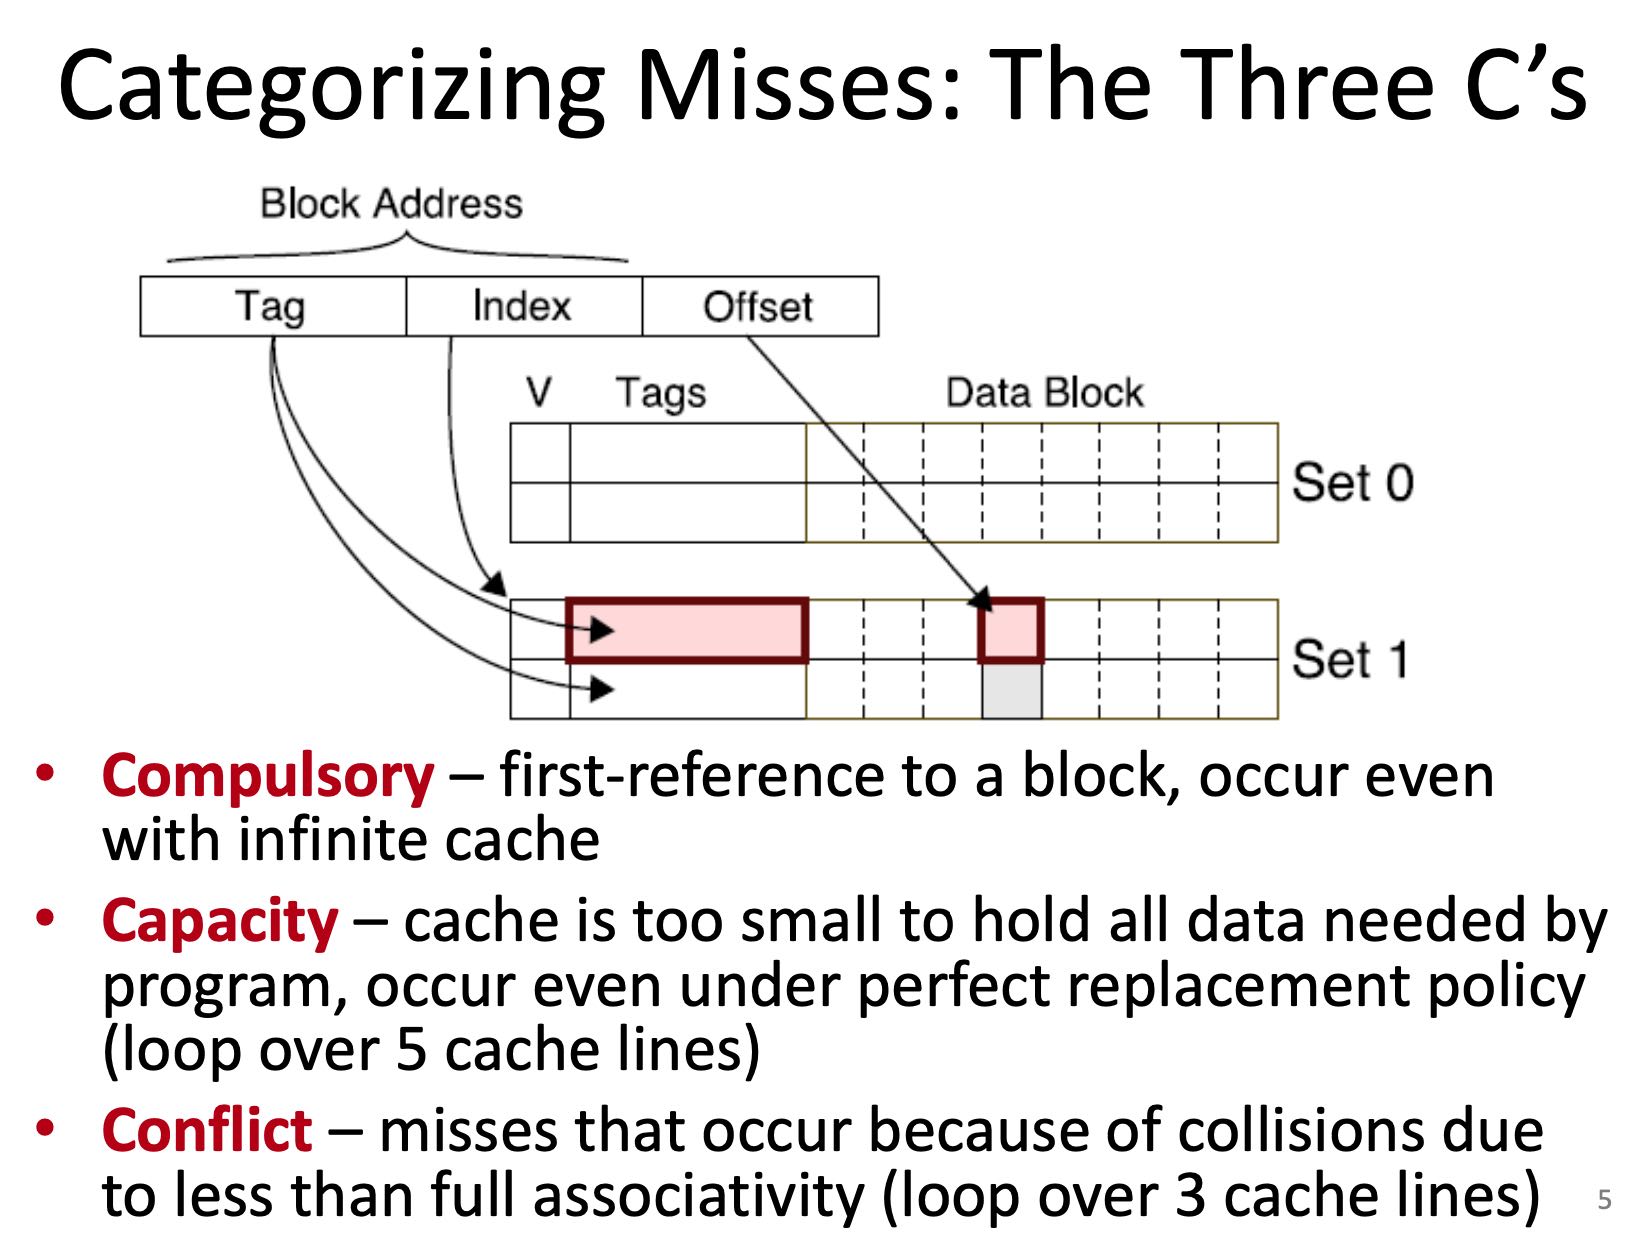 Categorizing Misses: The Three C’s
Block Address
Tag Index Offset
V Tags Data Block
Set 0
Set 1
• Compulsory – first-reference to a block, occur even
with infinite cache
• Capacity – cache is too small to hold all data needed by
program, occur even under perfect replacement policy
(loop over 5 cache lines)
• Conflict – misses that occur because of collisions due
to less than full associativity (loop over 3 cache lines)
5